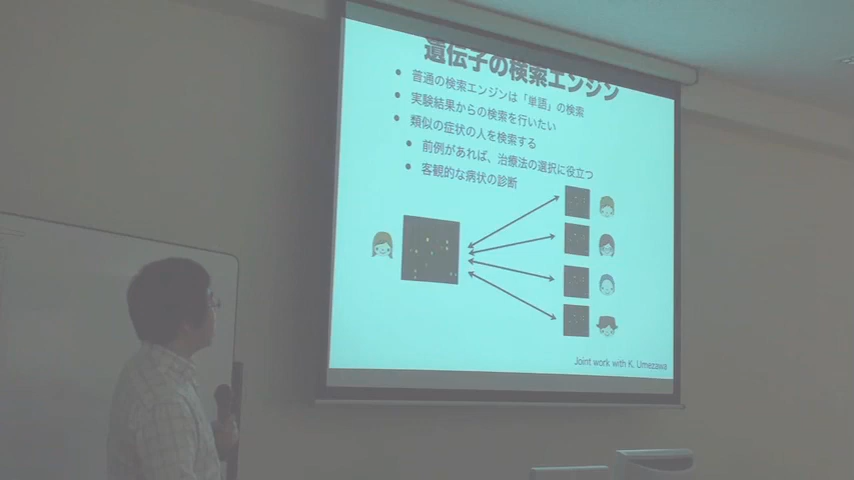 遺伝子の検索エンジン
● 普通の検索エンジンは「単語」の検索
● 実験結果からの検索を行いたい
● 類似の症状の人を検索する
● 前例があれば、治療法の選択に役立つ
● 客観的な病状の診断
Joint work with K. Umezawa